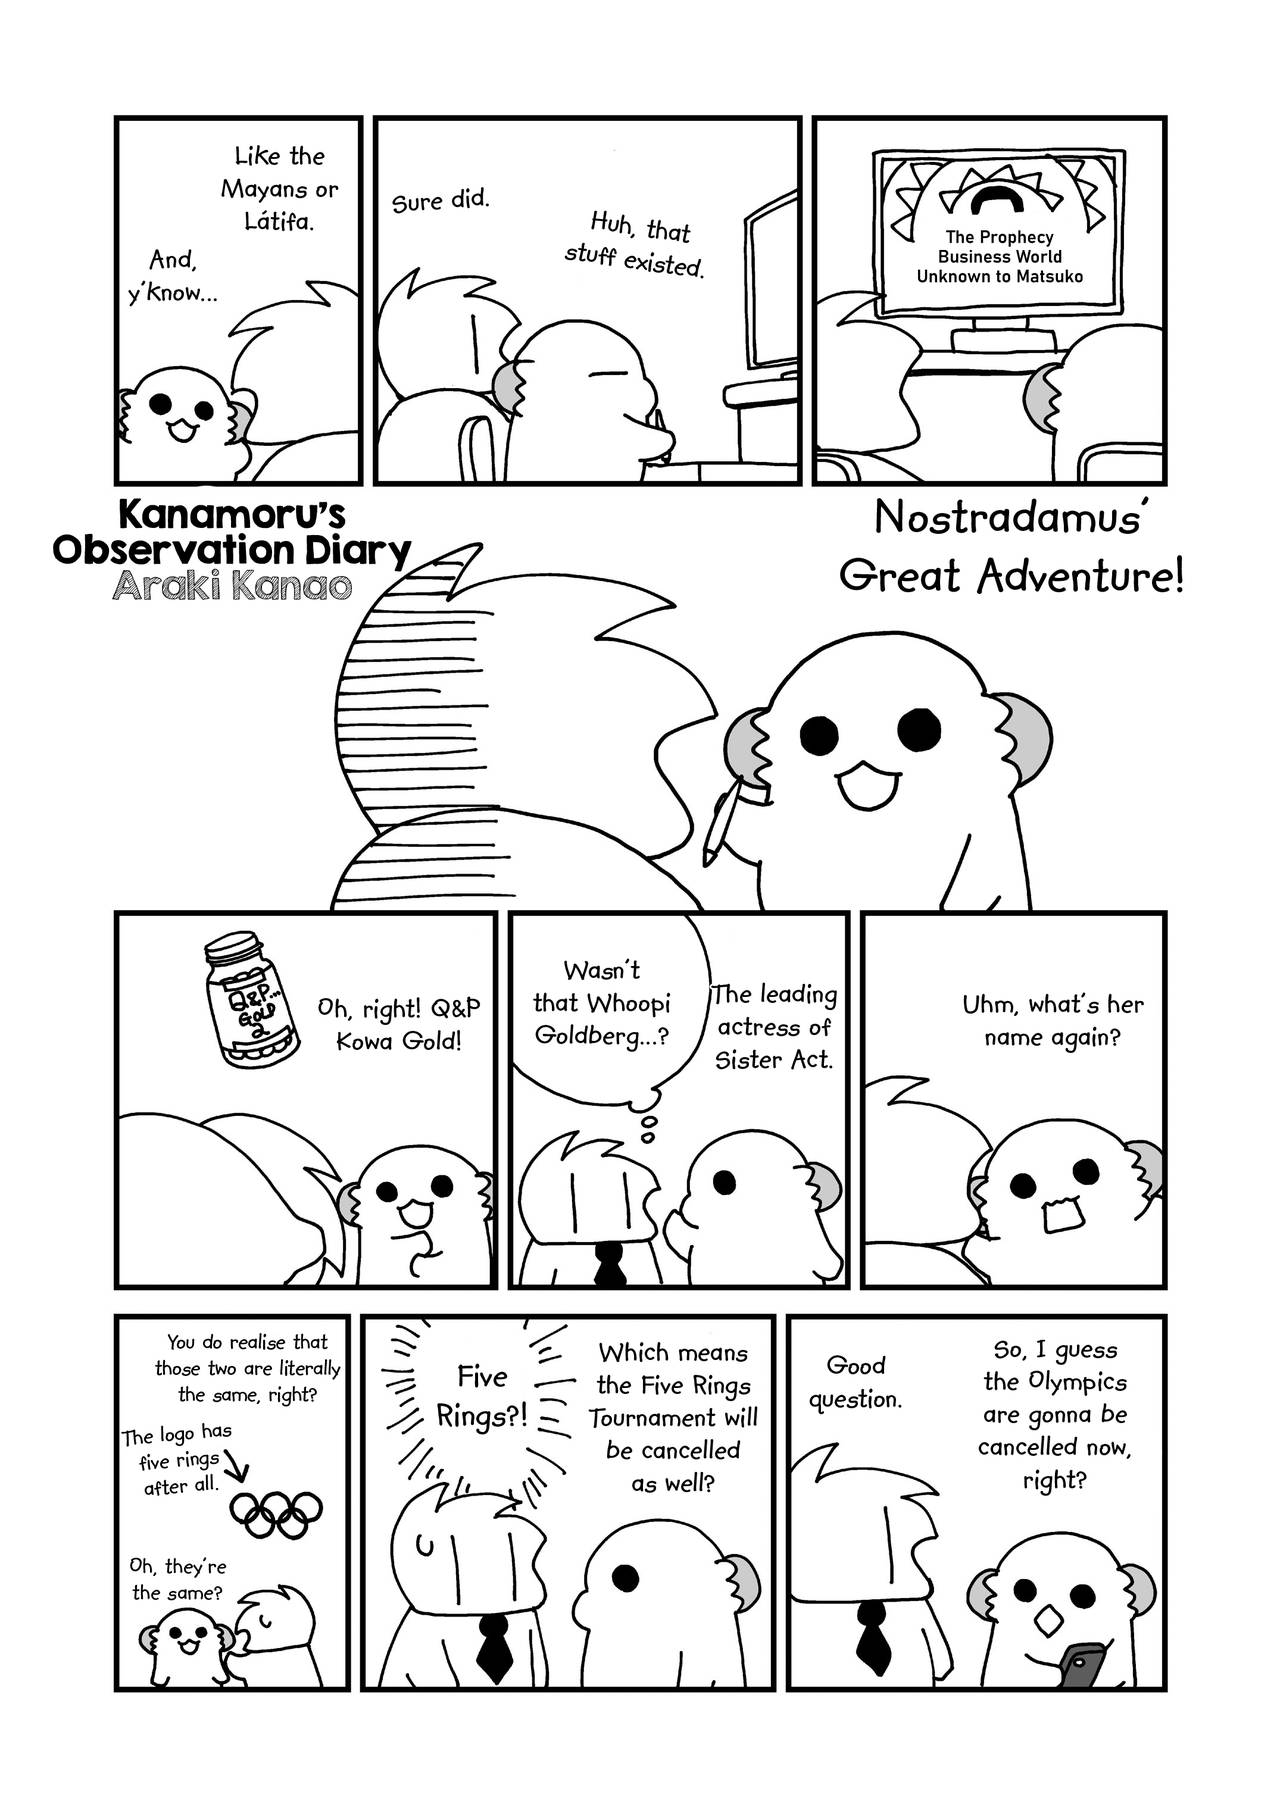 The Prophecy
Business World
Unknown to Matsuko
Huh, that
stuff existed.
Sure did.
Like the
Mayans or
Látifa.
And,
y'know...
Nostradamus'
Great Adventure!
Kanamoru's
Observation Diary
Araki Kanao
Uhm, what's her
name again?
The leading
actress of
Sister Act.
Wasn't
that Whoopi
Goldberg...?
Oh, right! Q&P
Kowa Gold!
Q&P...
GOLD
2
So, I guess
the Olympics
are gonna be
cancelled now,
right?
Good
question.
Which means
the Five Rings
Tournament will
be cancelled
as well?
Five
Rings?!
You do realise that
those two are literally
the same, right?
The logo has
five rings
after all.
Oh, they're
the same?